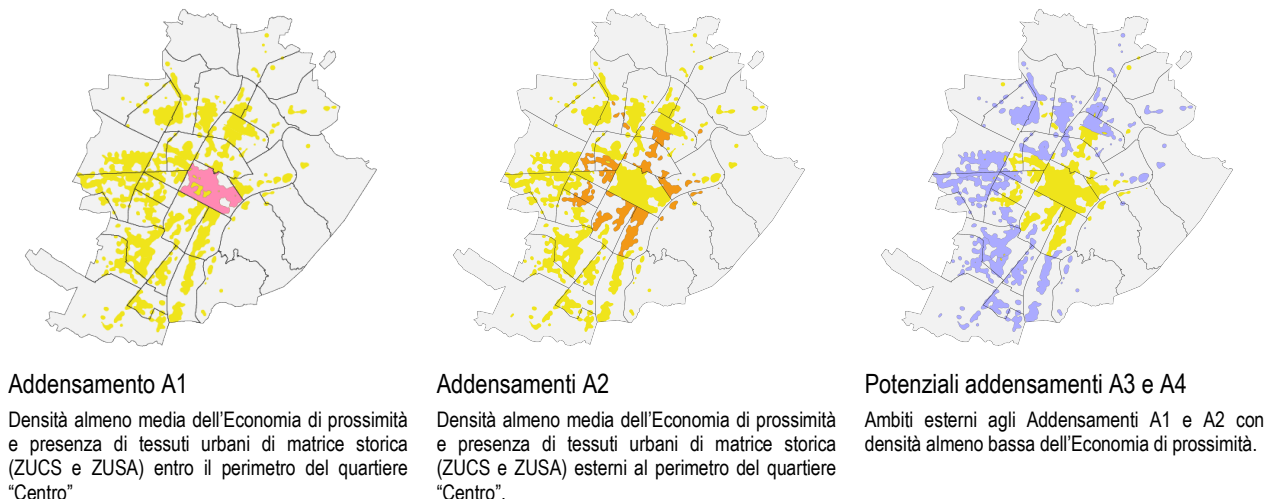 Addensamento A1
Densità almeno media dell’Economia di prossimità
e presenza di tessuti urbani di matrice storica
(ZUCS e ZUSA) entro il perimetro del quartiere
“Centro”
Addensamenti A2
Densità almeno media dell’Economia di prossimità
e presenza di tessuti urbani di matrice storica
(ZUCS e ZUSA) esterni al perimetro del quartiere
“Centro”.
Potenziali addensamenti A3 e A4
Ambiti esterni agli Addensamenti A1 e A2 con
densità almeno bassa dell’Economia di prossimità.